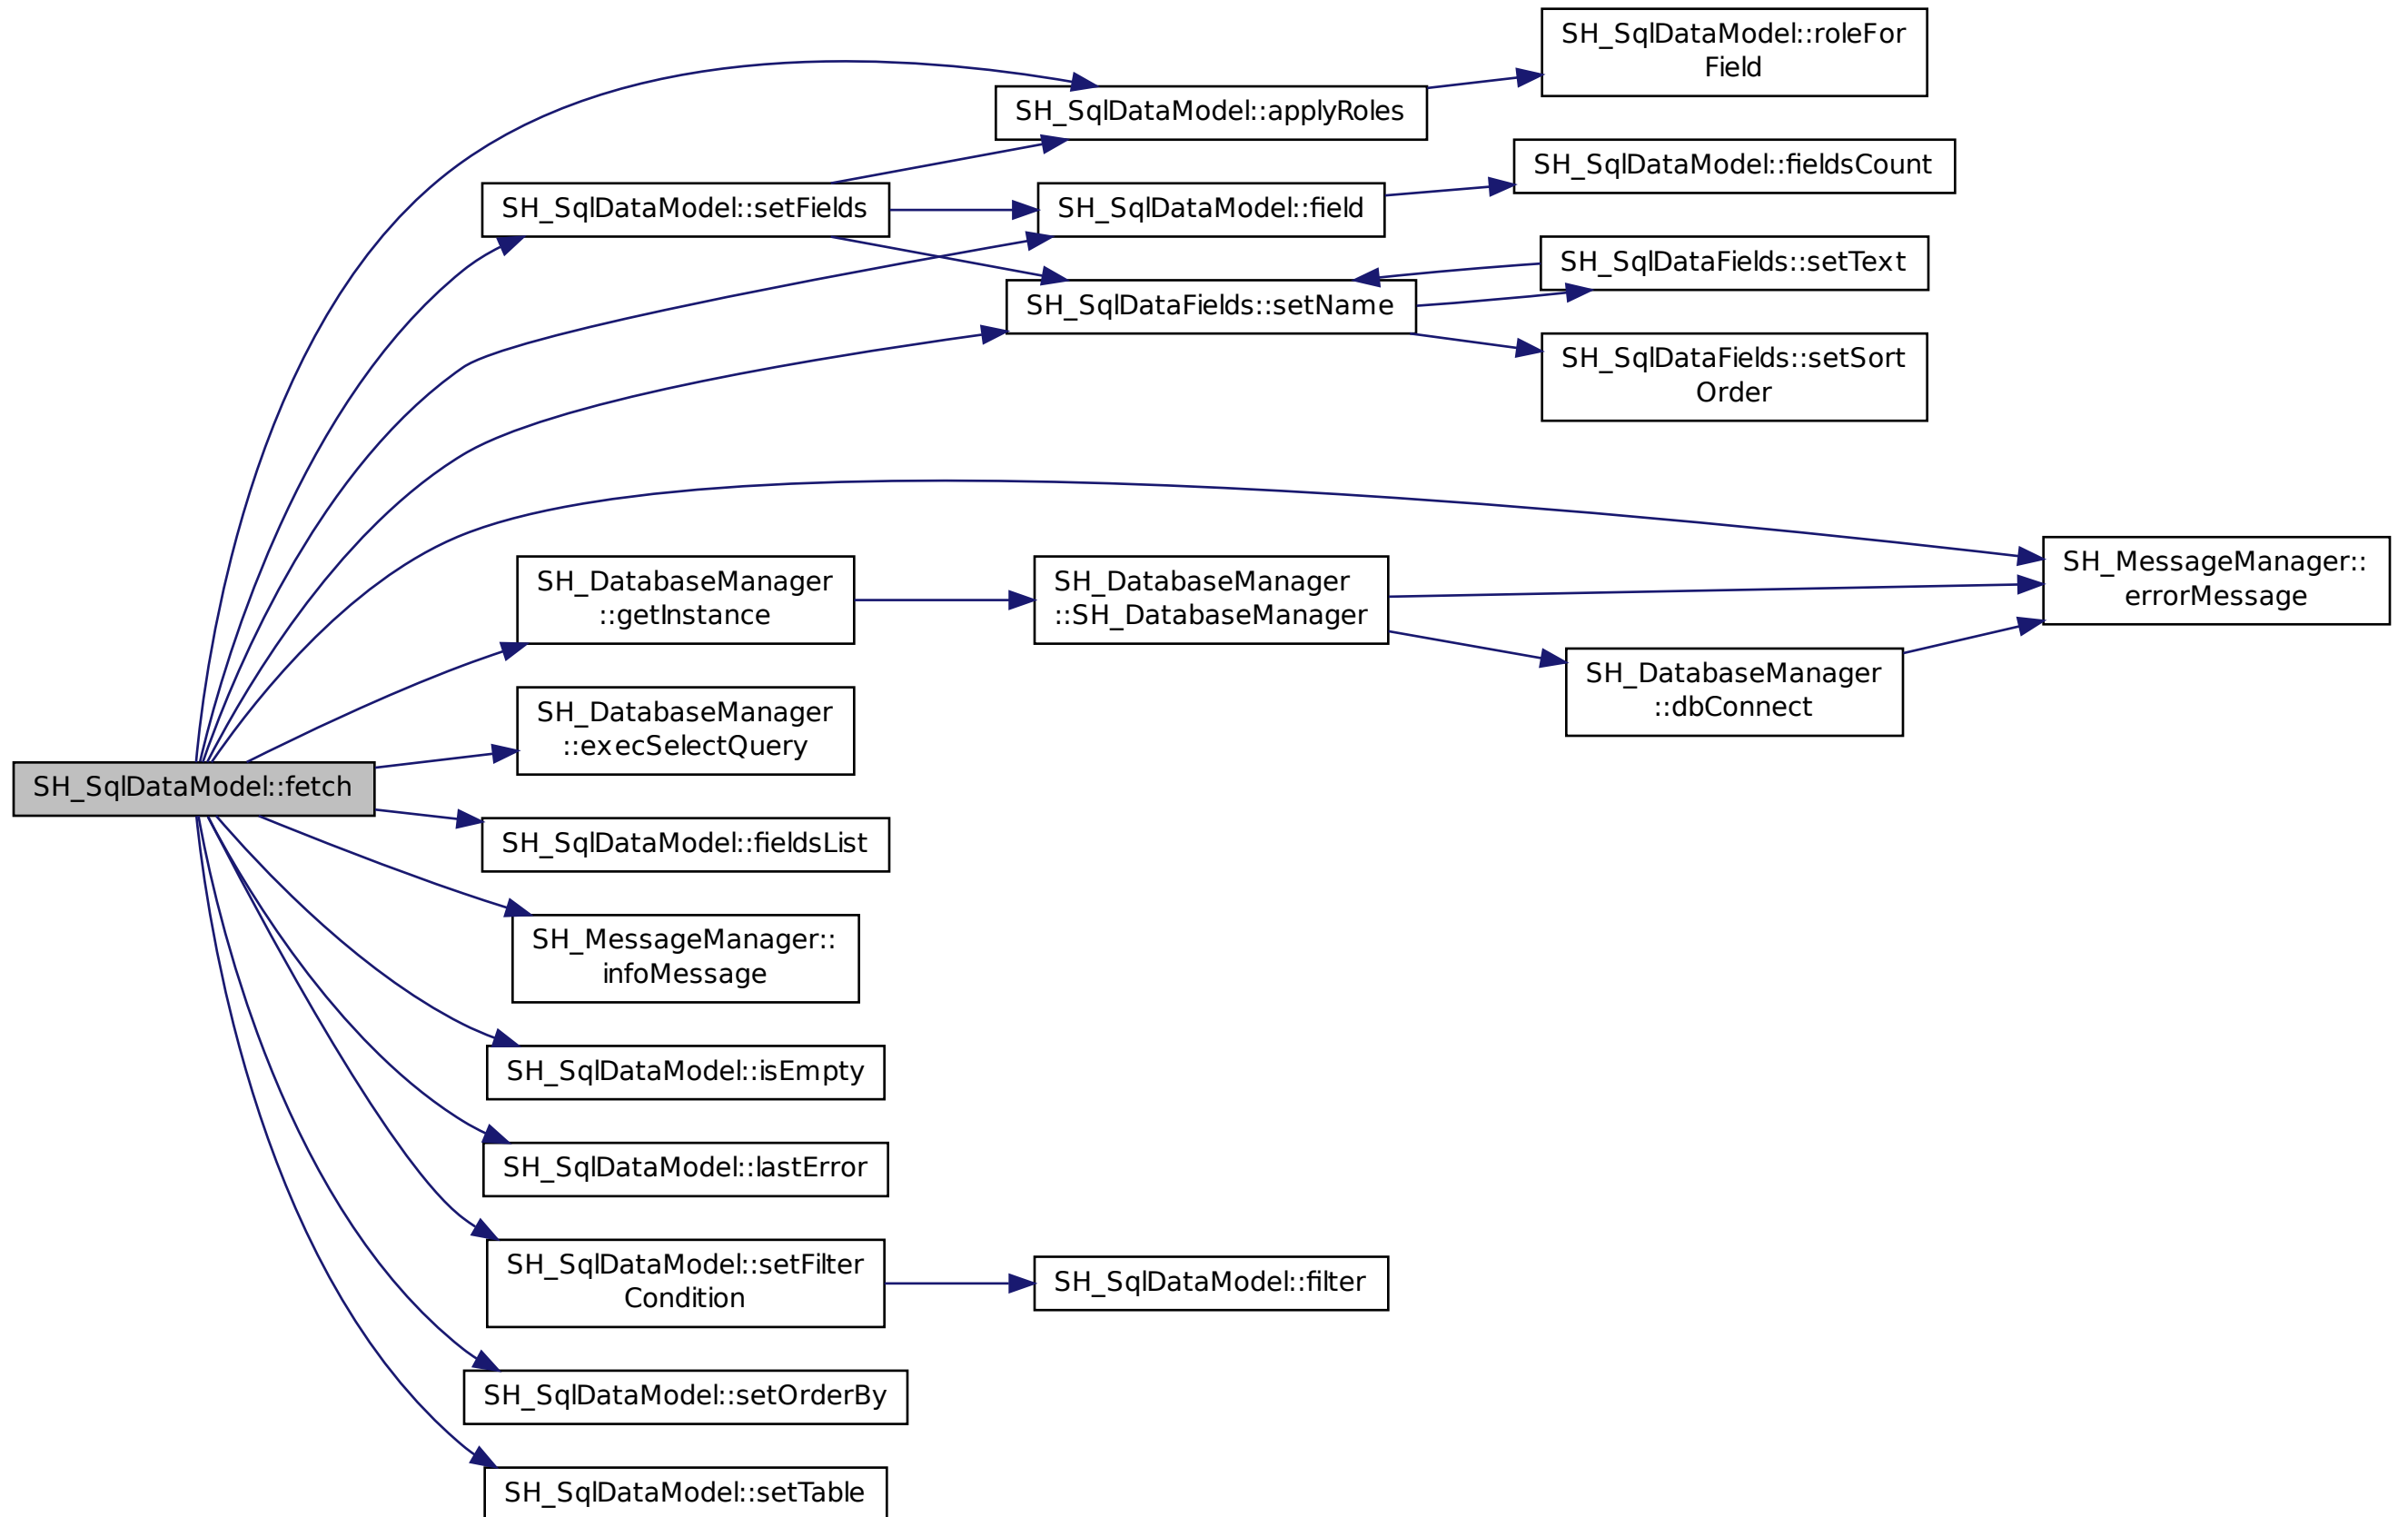 SH_SqlDataModel::roleFor
Field
SH_SqlDataModel::applyRoles
SH_SqlDataModel::fieldsCount
SH_SqlDataModel::setFields
SH_SqlDataModel::field
SH_SqlDataFields::setText
SH_SqlDataFields::setName
SH_SqlDataFields::setSort
Order
SH_MessageManager::
errorMessage
SH_DatabaseManager
::getInstance
SH_DatabaseManager
::SH_DatabaseManager
SH_DatabaseManager
::dbConnect
SH_DatabaseManager
::execSelectQuery
SH_SqlDataModel::fetch
SH_SqlDataModel::fieldsList
SH_MessageManager::
infoMessage
SH_SqlDataModel::isEmpty
SH_SqlDataModel::lastError
SH_SqlDataModel::setFilter
Condition
SH_SqlDataModel::filter
SH_SqlDataModel::setOrderBy
SH_SqlDataModel::setTable